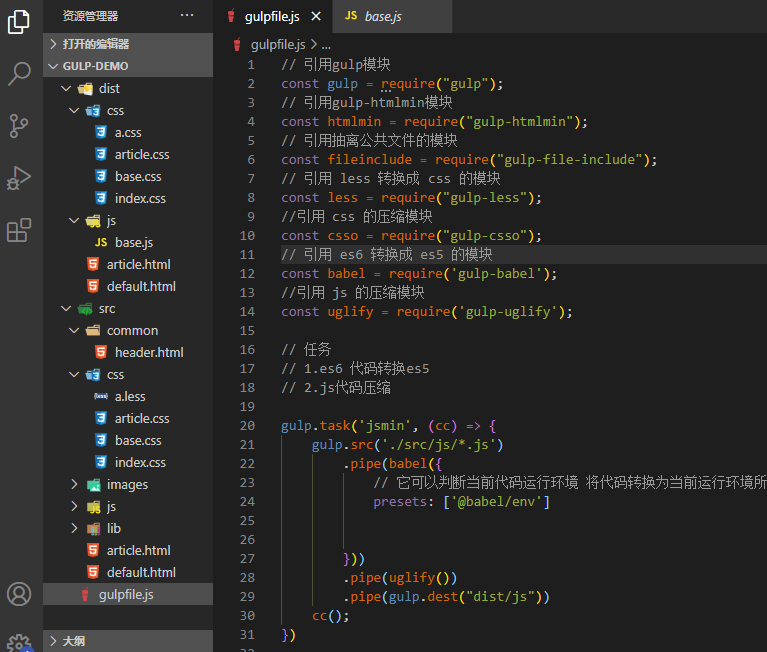 资源管理器
打开的编辑器
GULP-DEMO
dist
css
a.css
article.css
base.css
index.css
js
JS base.js
article.html
default.html
src
common
header.html
css
{less} a.less
article.css
base.css
index.css
images
js
lib
article.html
default.html
gulpfile.js
大纲
gulpfile.js JS base.js
gulpfile.js > ...
1 // 引用gulp模块
2 const gulp = require("gulp");
3 // 引用gulp-htmlmin模块
4 const htmlmin = require("gulp-htmlmin");
5 // 引用抽离公共文件的模块
6 const fileinclude = require("gulp-file-include");
7 // 引用 less 转换成 css 的模块
8 const less = require("gulp-less");
9 //引用 css 的压缩模块
10 const csso = require("gulp-csso");
11 // 引用 es6 转换成 es5 的模块
12 const babel = require('gulp-babel');
13 //引用 js 的压缩模块
14 const uglify = require('gulp-uglify');
15
16 // 任务
17 // 1.es6 代码转换es5
18 // 2.js代码压缩
19
20 gulp.task('jsmin', (cc) => {
21 gulp.src('./src/js/*.js')
22 .pipe(babel({
23 // 它可以判断当前代码运行环境 将代码转换为当前运行环境所
24 presets: ['@babel/env']
25
26
27 }))
28 .pipe(uglify())
29 .pipe(gulp.dest("dist/js"))
30 cc();
31 })